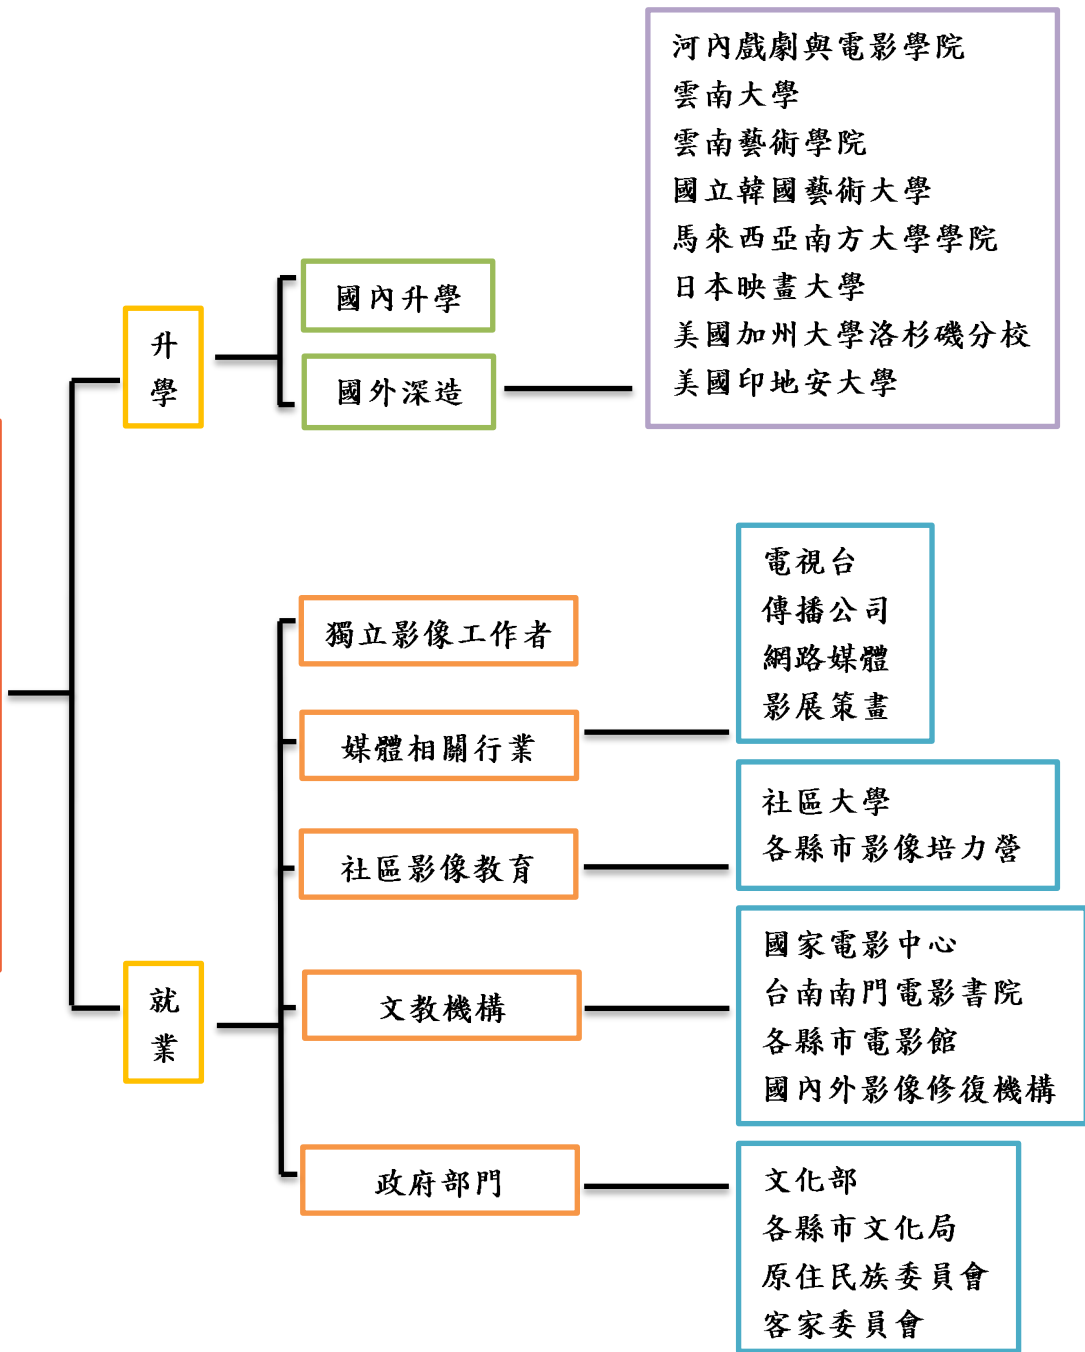 升
學
國內升學
國外深造
河內戲劇與電影學院
雲南大學
雲南藝術學院
國立韓國藝術大學
馬來西亞南方大學學院
日本映畫大學
美國加州大學洛杉磯分校
美國印地安大學
就
業
獨立影像工作者
媒體相關行業
電視台
傳播公司
網路媒體
影展策畫
社區影像教育
社區大學
各縣市影像培力營
文教機構
國家電影中心
台南南門電影書院
各縣市電影館
國內外影像修復機構
政府部門
文化部
各縣市文化局
原住民族委員會
客家委員會